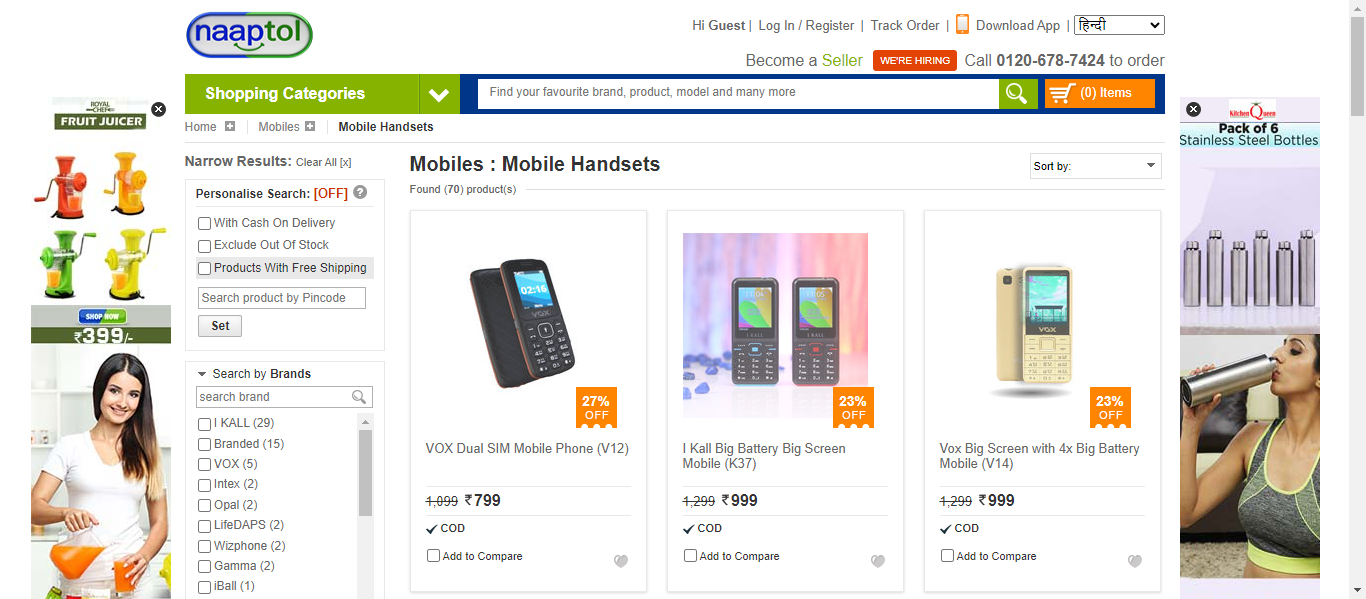 naaptol
Hi Guest | Log In / Register | Track Order | Download App | हिन्दी
Become a Seller WE'RE HIRING Call 0120-678-7424 to order
Shopping Categories
Find your favourite brand, product, model and many more
(0) Items
Home Mobiles Mobile Handsets
ROYAL
CHEF
FRUIT JUICER
SHOP NOW
₹399/-
Narrow Results: Clear All [x]
Personalise Search: [OFF] ?
With Cash On Delivery
Exclude Out Of Stock
Products With Free Shipping
Search product by Pincode
Set
Search by Brands
search brand
I KALL (29)
Branded (15)
VOX (5)
Intex (2)
Opal (2)
LifeDAPS (2)
Wizphone (2)
Gamma (2)
iBall (1)
Mobiles : Mobile Handsets
Sort by:
Found (70) product(s)
02:16
VOX
27%
OFF
VOX Dual SIM Mobile Phone (V12)
1,099 ₹799
COD
Add to Compare
I KALL
I KALL
23%
OFF
I Kall Big Battery Big Screen
Mobile (K37)
1,299 ₹999
COD
Add to Compare
VOX
23%
OFF
Vox Big Screen with 4x Big Battery
Mobile (V14)
1,299 ₹999
COD
Add to Compare
Kitchen Queen
Pack of 6
Stainless Steel Bottles